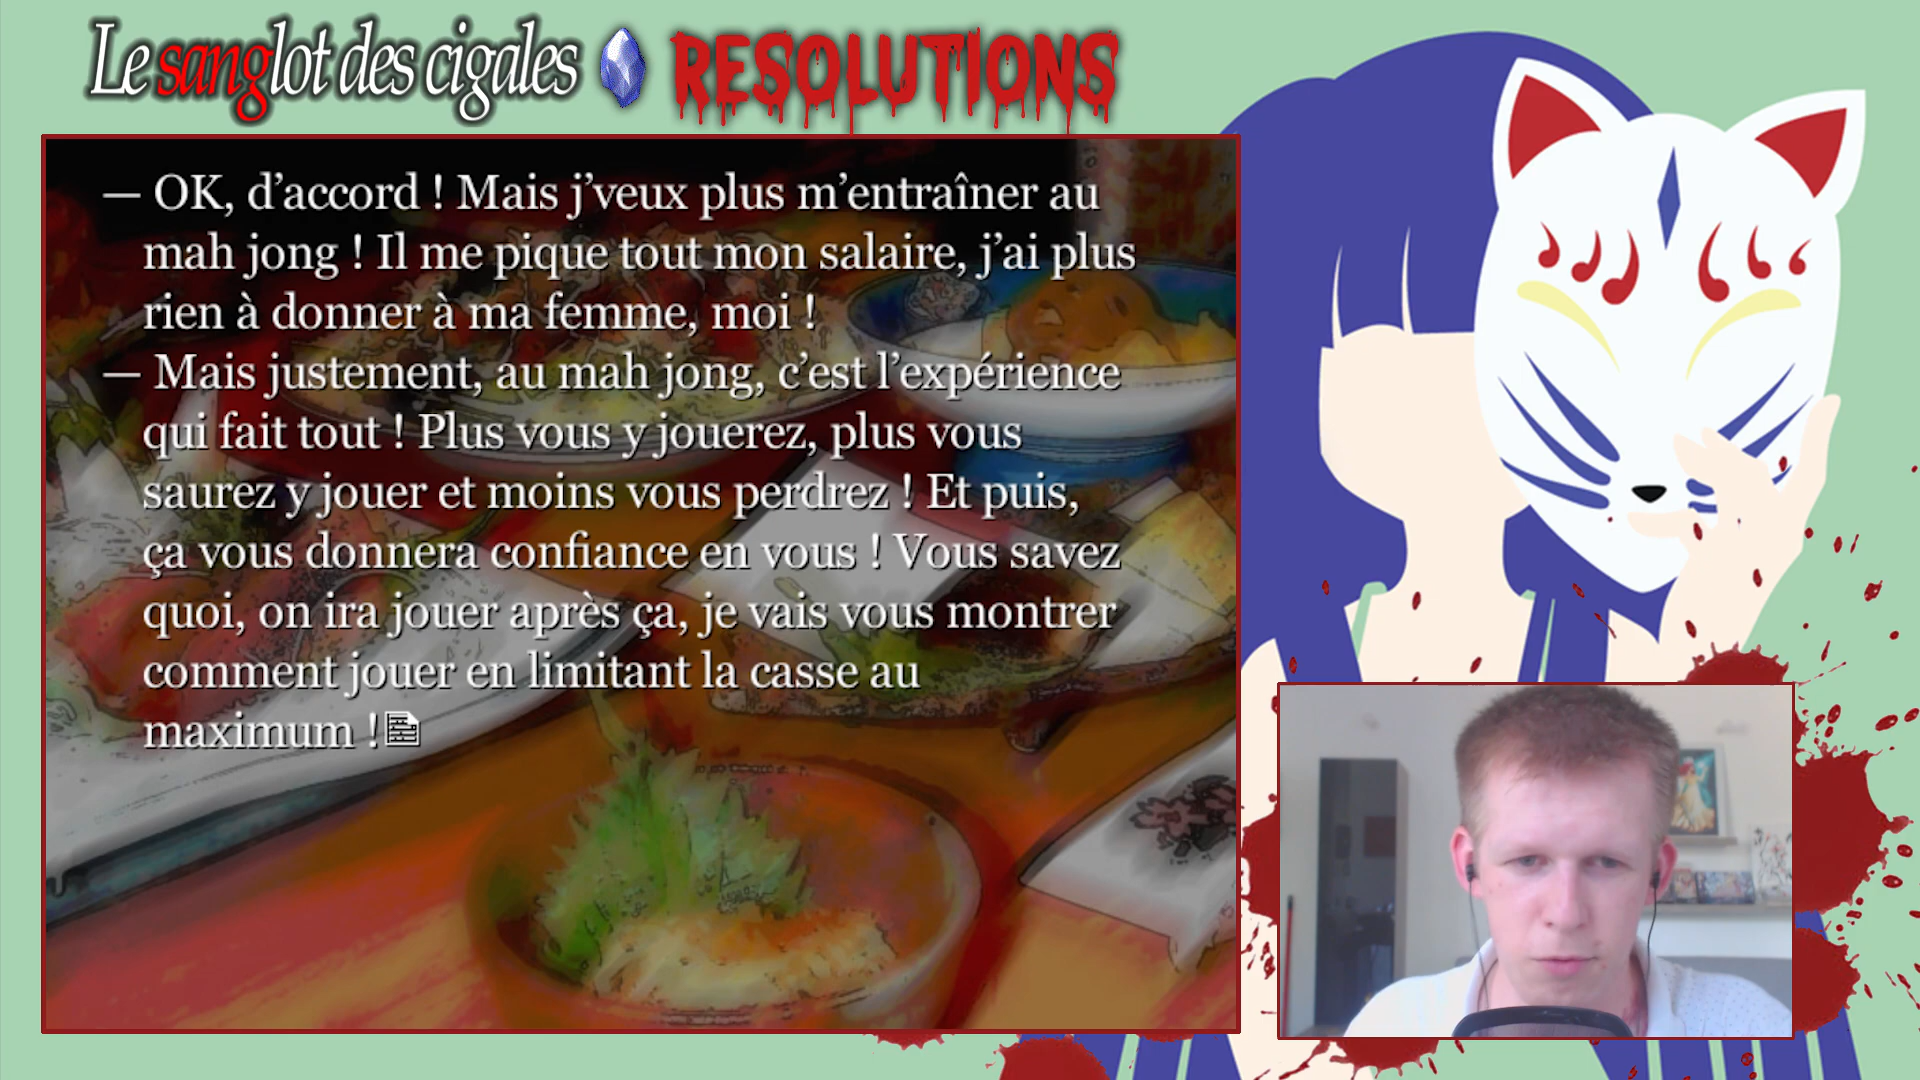 Le sanglot des cigales RESOLUTIONS
— OK, d’accord ! Mais j’veux plus m’entraîner au
mah jong ! Il me pique tout mon salaire, j’ai plus
rien à donner à ma femme, moi !
— Mais justement, au mah jong, c’est l’expérience
qui fait tout ! Plus vous y jouerez, plus vous
saurez y jouer et moins vous perdrez ! Et puis,
ça vous donnera confiance en vous ! Vous savez
quoi, on ira jouer après ça, je vais vous montrer
comment jouer en limitant la casse au
maximum !